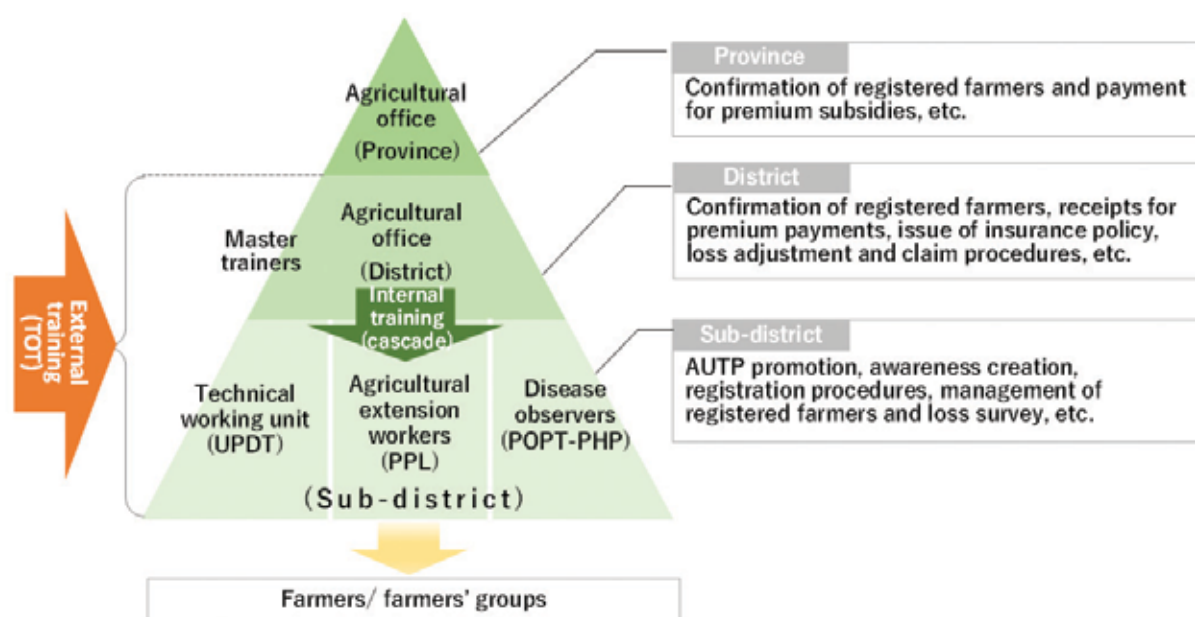 Agricultural
office
(Province)
Province
Confirmation of registered farmers and payment
for premium subsidies, etc.
Master
trainers
Agricultural
office
(District)
District
Confirmation of registered farmers, receipts for
premium payments, issue of insurance policy,
loss adjustment and claim procedures, etc.
External
training
(TOT)
Internal
training
(cascade)
Technical
working unit
(UPDT)
Agricultural
extension
workers
(PPL)
Disease
observers
(POPT-PHP)
(Sub-district)
Sub-district
AUTP promotion, awareness creation,
registration procedures, management of
registered farmers and loss survey, etc.
Farmers/ farmers' groups